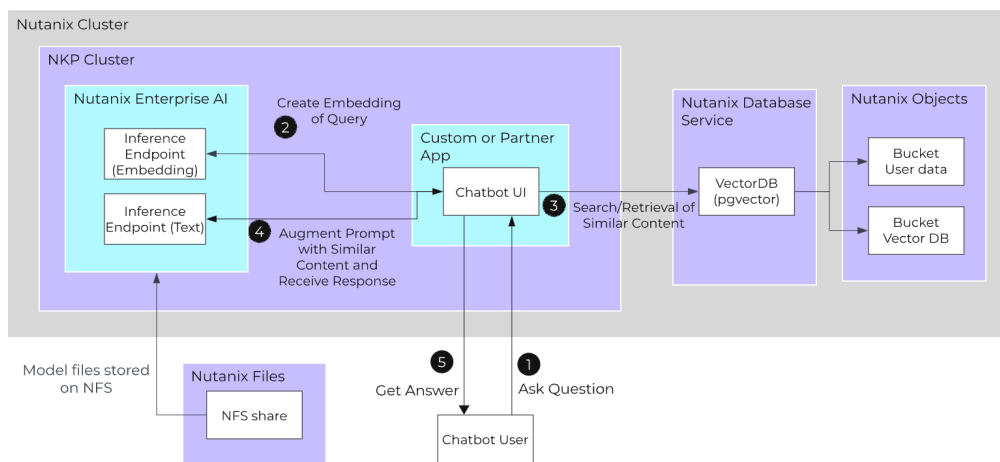 Nutanix Cluster
NKP Cluster
Nutanix Enterprise AI
Inference
Endpoint
(Embedding)
Inference
Endpoint (Text)
Create Embedding
of Query
2
Custom or Partner
App
Chatbot UI
3
Search/Retrieval of
Similar Content
4
Augment Prompt
with Similar
Content and
Receive Response
Nutanix Database
Service
VectorDB
(pgvector)
Nutanix Objects
Bucket
User data
Bucket
Vector DB
Model files stored
on NFS
Nutanix Files
NFS share
5
Get Answer
1
Ask Question
Chatbot User